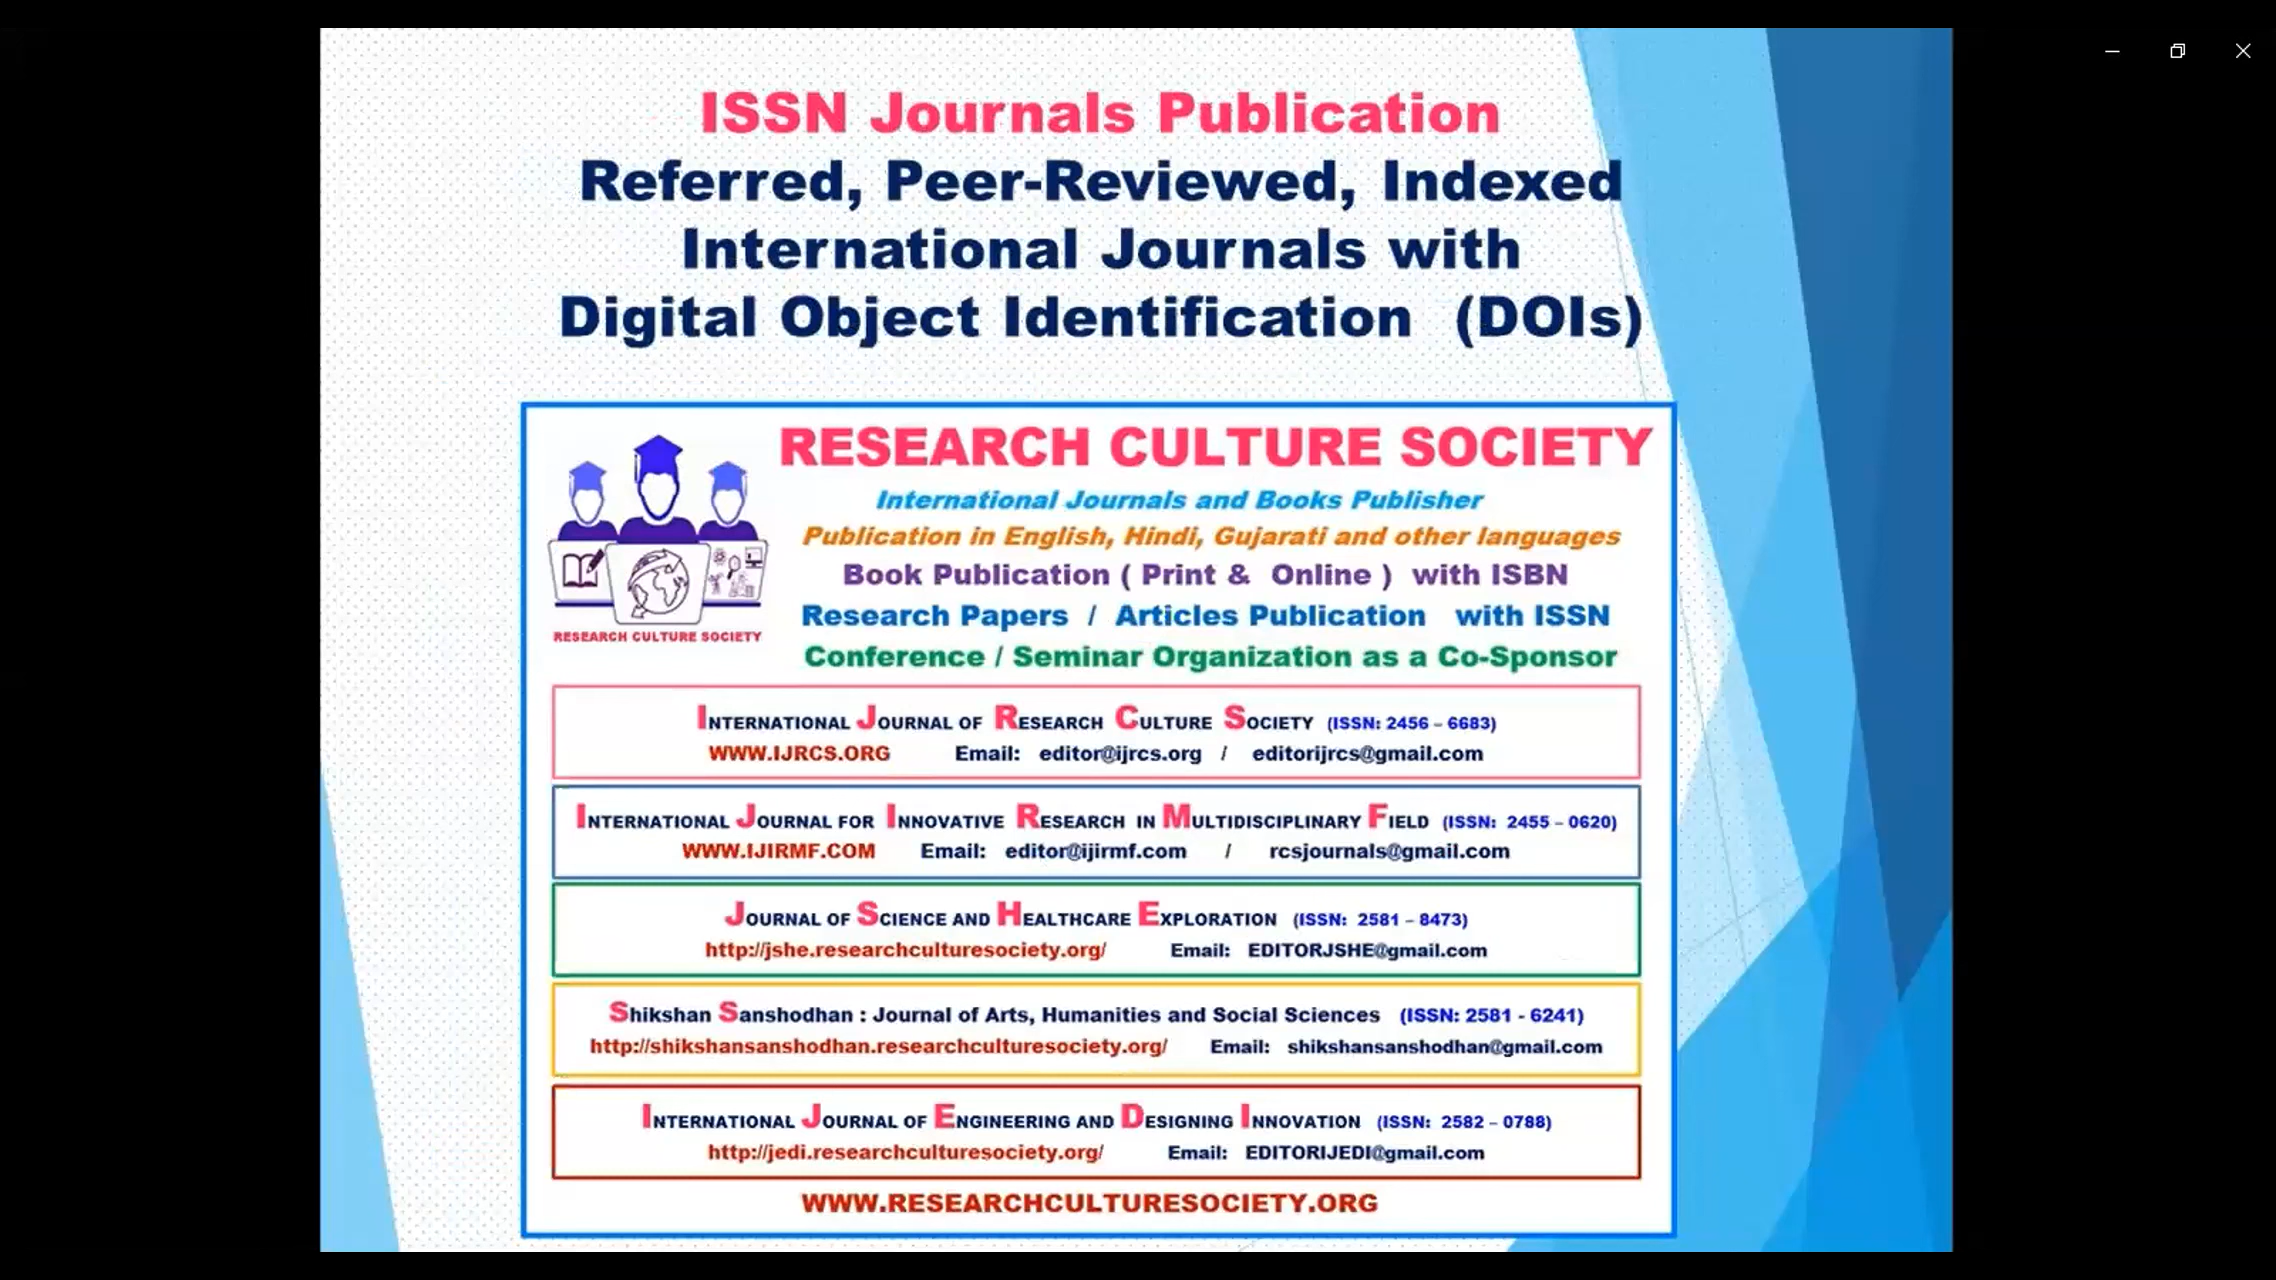 ISSN Journals Publication
Referred, Peer-Reviewed, Indexed
International Journals with
Digital Object Identification (DOIs)
RESEARCH CULTURE SOCIETY
International Journals and Books Publisher
Publication in English, Hindi, Gujarati and other languages
Book Publication ( Print & Online ) with ISBN
Research Papers / Articles Publication with ISSN
Conference / Seminar Organization as a Co-Sponsor
RESEARCH CULTURE SOCIETY
INTERNATIONAL JOURNAL OF RESEARCH CULTURE SOCIETY (ISSN: 2456 – 6683)
WWW.IJRCS.ORG Email: editor@ijrcs.org / editorijrcs@gmail.com
INTERNATIONAL JOURNAL FOR INNOVATIVE RESEARCH IN MULTIDISCIPLINARY FIELD (ISSN: 2455 – 0620)
WWW.IJIRMF.COM Email: editor@ijirmf.com / rcsjournals@gmail.com
JOURNAL OF SCIENCE AND HEALTHCARE EXPLORATION (ISSN: 2581 – 8473)
http://jshe.researchculturesociety.org/ Email: EDITORJSHE@gmail.com
Shikshan Sanshodhan : Journal of Arts, Humanities and Social Sciences (ISSN: 2581 - 6241)
http://shikshansanshodhan.researchculturesociety.org/ Email: shikshansanshodhan@gmail.com
INTERNATIONAL JOURNAL OF ENGINEERING AND DESIGNING INNOVATION (ISSN: 2582 – 0788)
http://jedi.researchculturesociety.org/ Email: EDITORIJEDI@gmail.com
WWW.RESEARCHCULTURESOCIETY.ORG